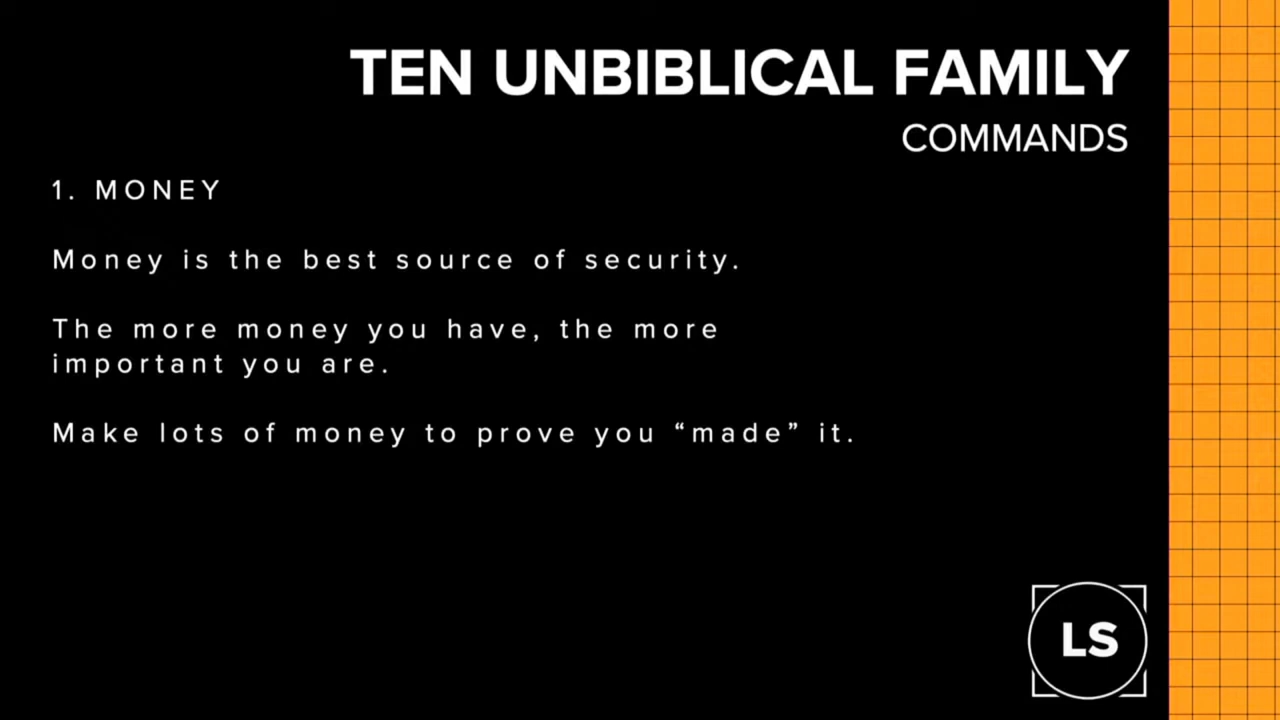 TEN UNBIBLICAL FAMILY
COMMANDS
1. MONEY
Money is the best source of security.
The more money you have, the more
important you are.
Make lots of money to prove you “made” it.
LS